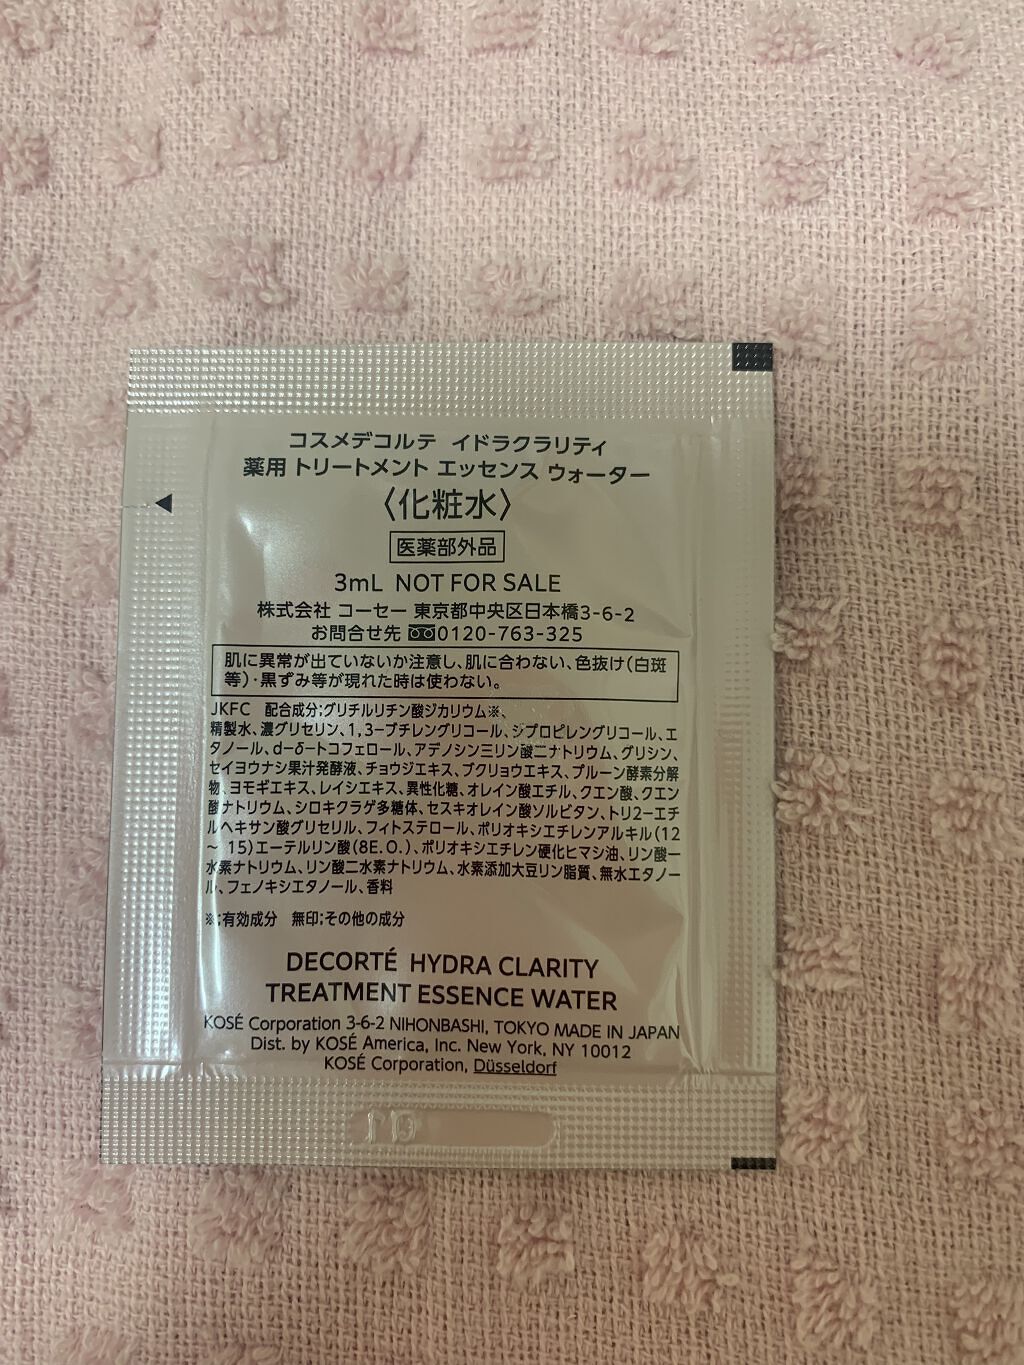 コスメデコルテ イドラクラリティ
薬用 トリートメント エッセンス ウォーター
〈化粧水〉
医薬部外品
3mL NOT FOR SALE
株式会社 コーセー 東京都中央区日本橋3-6-2
お問合せ先 0120-763-325
肌に異常が出ていないか注意し、肌に合わない、色抜け(白斑
等)・黒ずみ等が現れた時は使わない。
JKFC 配合成分;グリチルリチン酸ジカリウム※、
精製水、濃グリセリン、1,3-ブチレングリコール、ジプロピレングリコール、エ
タノール、d-δ-トコフェロール、アデノシン三リン酸二ナトリウム、グリシン、
セイヨウナシ果汁発酵液、チョウジエキス、ブクリョウエキス、プルーン酵素分解
物、ヨモギエキス、レイシエキス、異性化糖、オレイン酸エチル、クエン酸、クエン
酸ナトリウム、シロキクラゲ多糖体、セスキオレイン酸ソルビタン、トリ2-エチ
ルヘキサン酸グリセリル、フィトステロール、ポリオキシエチレンアルキル(12
~ 15)エーテルリン酸(8E.O.)、ポリオキシエチレン硬化ヒマシ油、リン酸一
水素ナトリウム、リン酸二水素ナトリウム、水素添加大豆リン脂質、無水エタノー
ル、フェノキシエタノール、香料
※;有効成分 無印;その他の成分
DECORTÉ HYDRA CLARITY
TREATMENT ESSENCE WATER
KOSÉ Corporation 3-6-2 NIHONBASHI, TOKYO MADE IN JAPAN
Dist. by KOSÉ America, Inc. New York, NY 10012
KOSÉ Corporation, Düsseldorf